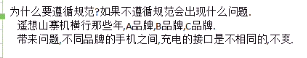 为什么要遵循规范?如果不遵循规范会出现什么问题.
遥想山寨机横行那些年,A品牌,B品牌,C品牌.
带来问题,不同品牌的手机之间,充电的接口是不相同的,不变.